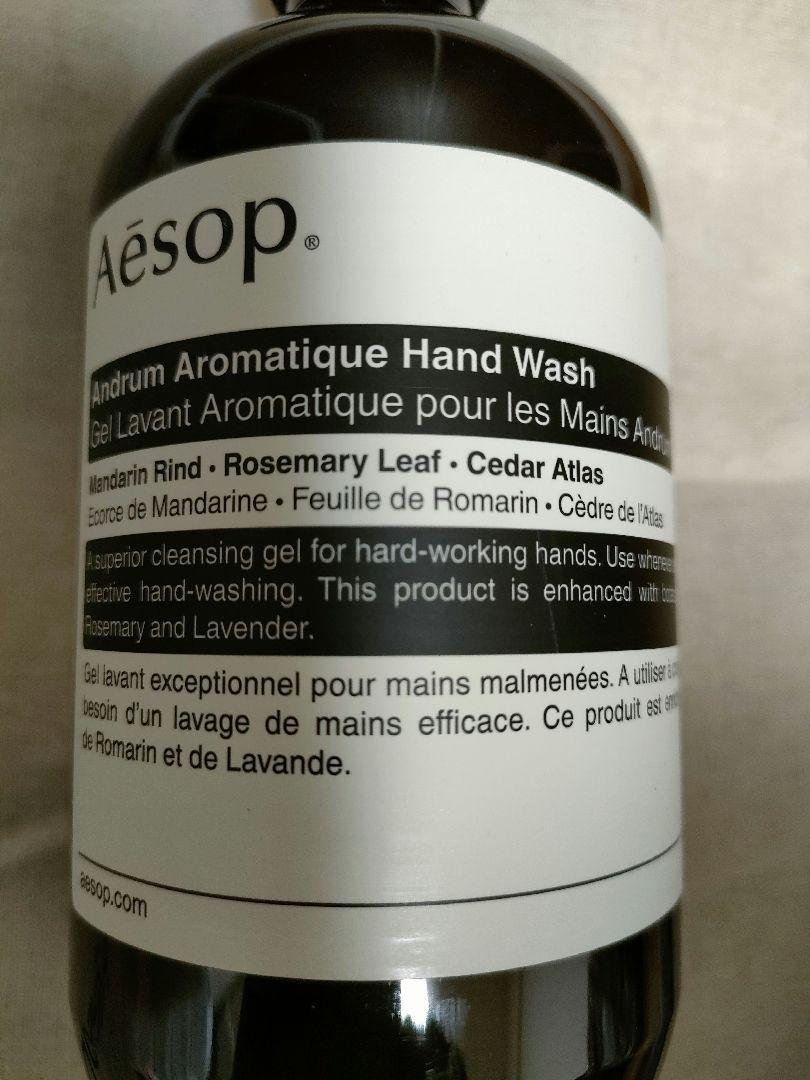 Aēsop.®
Andrum Aromatique Hand Wash
Gel Lavant Aromatique pour les Mains
Mandarin Rind • Rosemary Leaf • Cedar Atlas
Ecorce de Mandarine • Feuille de Romarin • Cèdre de l'Atlas
A superior cleansing gel for hard-working hands. Use
effective hand-washing. This product is enhanced with
Rosemary and Lavender.
Gel lavant exceptionnel pour mains malmenées. A utiliser à
besoin d'un lavage de mains efficace. Ce produit est
de Romarin et de Lavande.
aesop.com